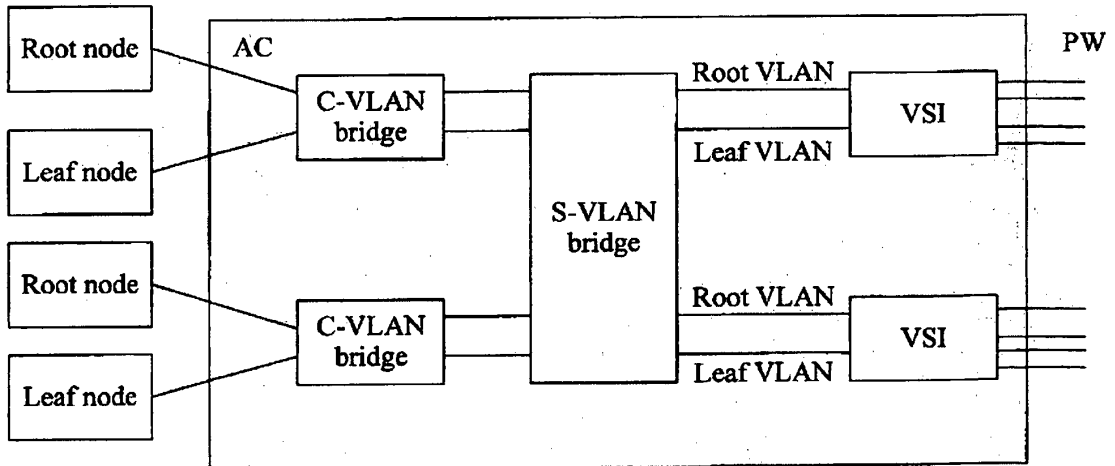 Root node
AC
PW
Root VLAN
C-VLAN
bridge
VSI
Leaf node
Leaf VLAN
S-VLAN
bridge
Root node
Root VLAN
C-VLAN
bridge
VSI
Leaf node
Leaf VLAN